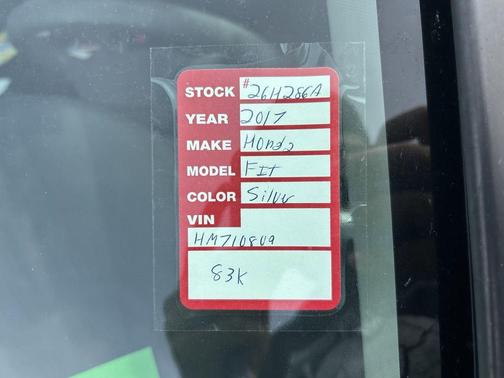 STOCK #26H286A
YEAR 2017
MAKE Honda
MODEL FIT
COLOR Silver
VIN
HM710809
83K